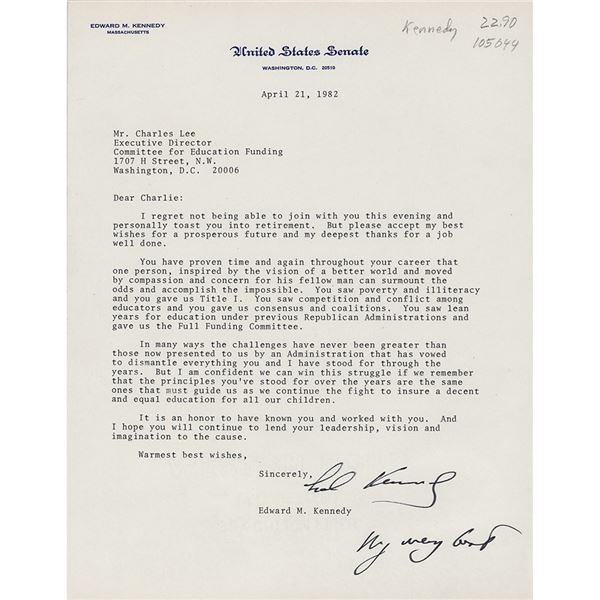 EDWARD M. KENNEDY
MASSACHUSETTS
Kennedy 22.90
105044
United States Senate
WASHINGTON, D.C. 20510
April 21, 1982
Mr. Charles Lee
Executive Director
Committee for Education Funding
1707 H Street, N.W.
Washington, D.C. 20006
Dear Charlie:
I regret not being able to join with you this evening and
personally toast you into retirement. But please accept my best
wishes for a prosperous future and my deepest thanks for a job
well done.
You have proven time and again throughout your career that
one person, inspired by the vision of a better world and moved
by compassion and concern for his fellow man can surmount the
odds and accomplish the impossible. You saw poverty and illiteracy
and you gave us Title I. You saw competition and conflict among
educators and you gave us consensus and coalitions. You saw lean
years for education under previous Republican Administrations and
gave us the Full Funding Committee.
In many ways the challenges have never been greater than
those now presented to us by an Administration that has vowed
to dismantle everything you and I have stood for through the
years. But I am confident we can win this struggle if we remember
that the principles you've stood for over the years are the same
ones that must guide us as we continue the fight to insure a decent
and equal education for all our children.
It is an honor to have known you and worked with you. And
I hope you will continue to lend your leadership, vision and
imagination to the cause.
Warmest best wishes,
Sincerely,
Ted Kennedy
Edward M. Kennedy
My very best